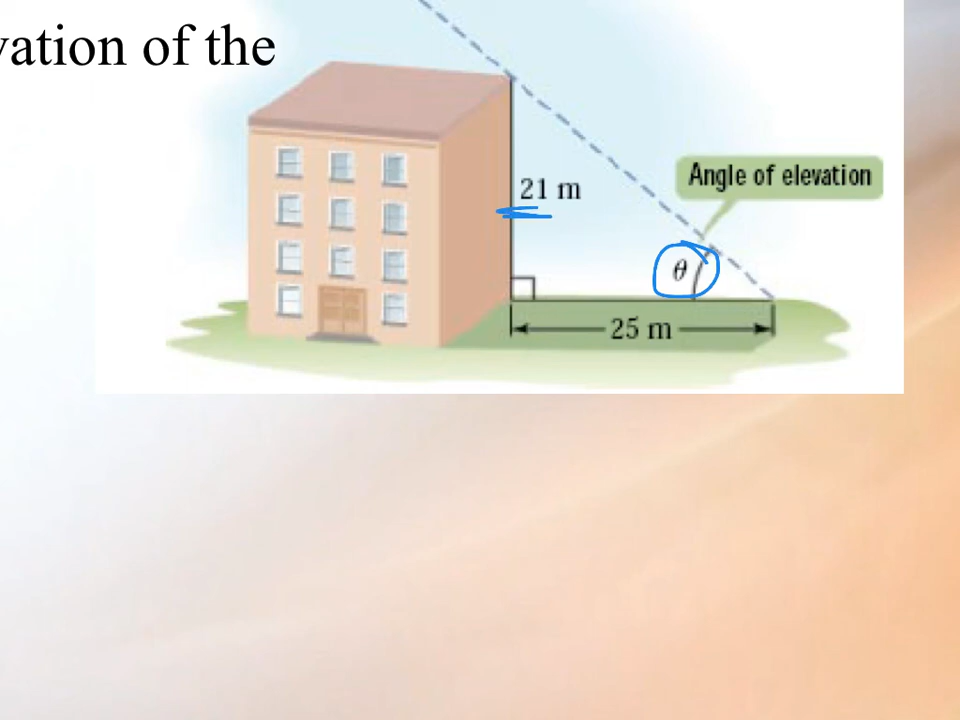 vation of the
Angle of elevation
21 m
θ
25 m